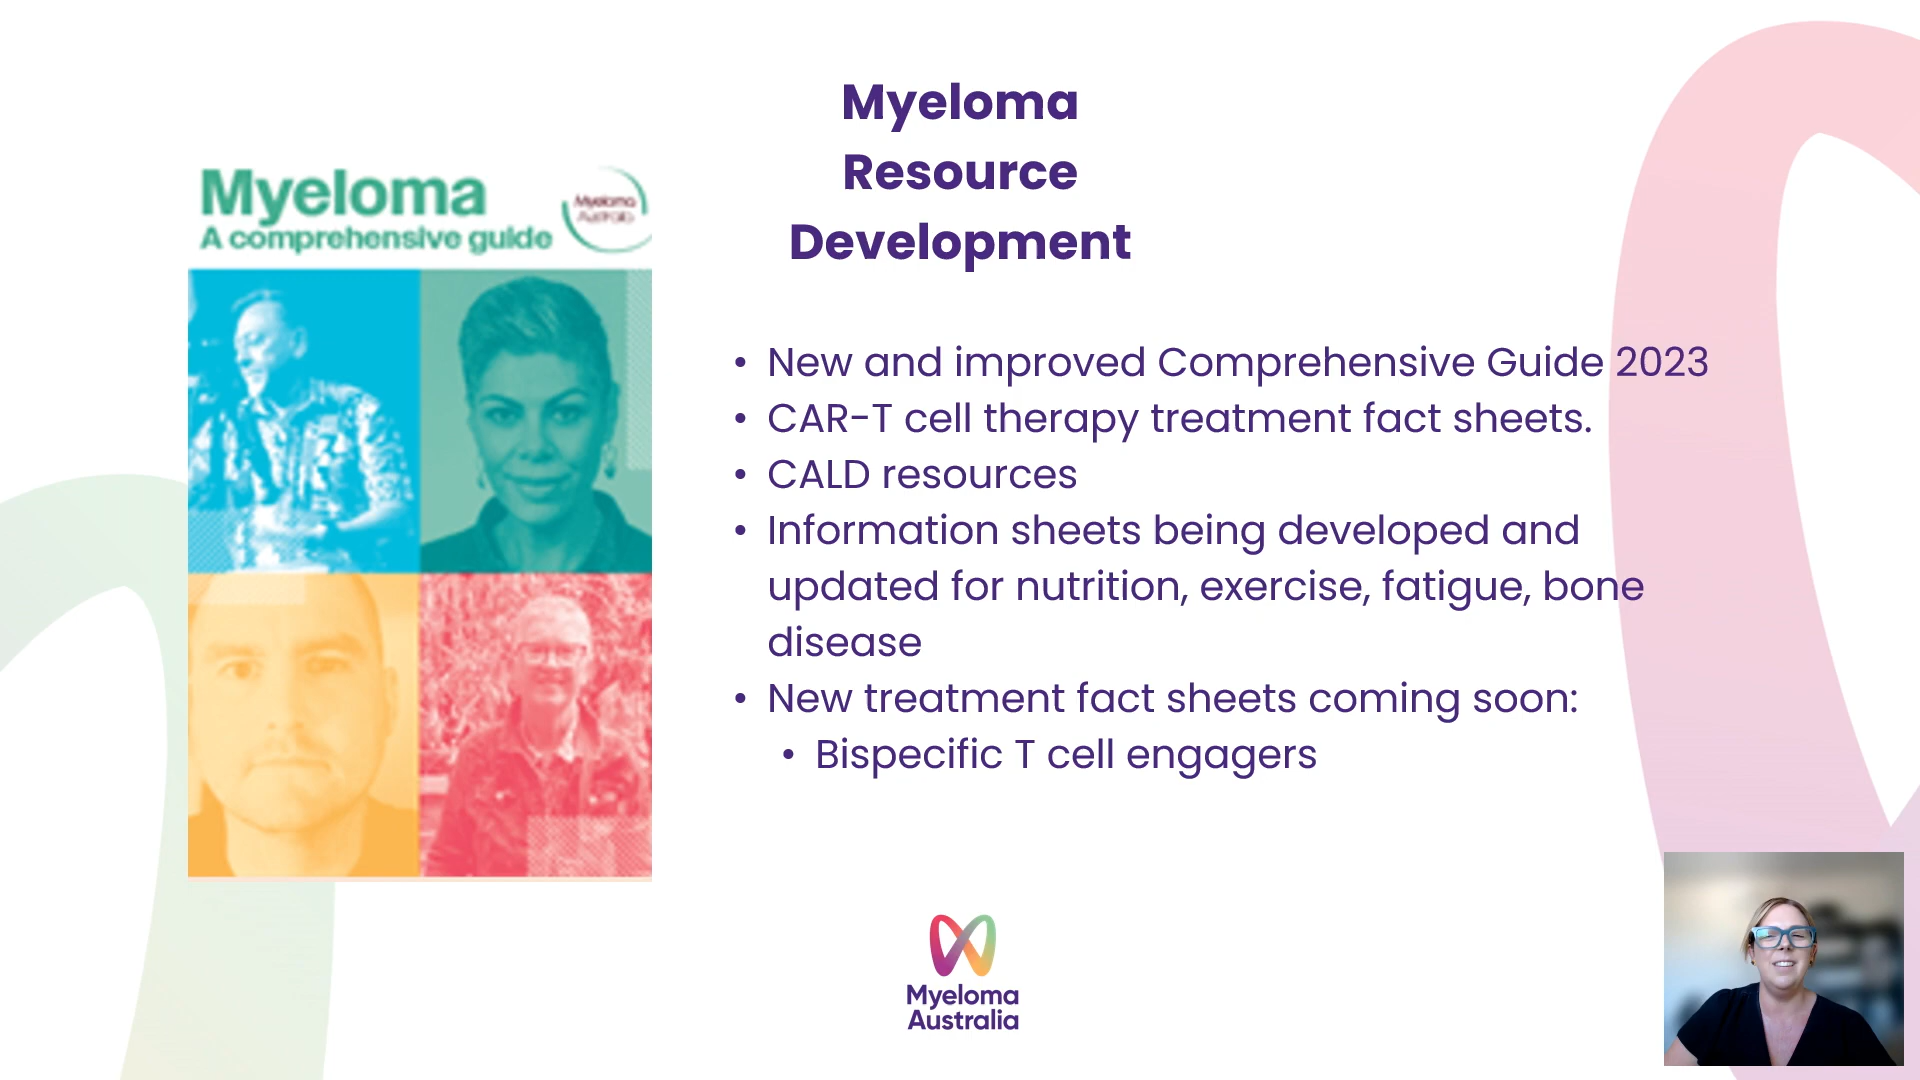 Myeloma
Resource
Development
Myeloma
A comprehensive guide
Myeloma
Australia
• New and improved Comprehensive Guide 2023
• CAR-T cell therapy treatment fact sheets.
• CALD resources
• Information sheets being developed and
updated for nutrition, exercise, fatigue, bone
disease
• New treatment fact sheets coming soon:
• Bispecific T cell engagers
Myeloma
Australia